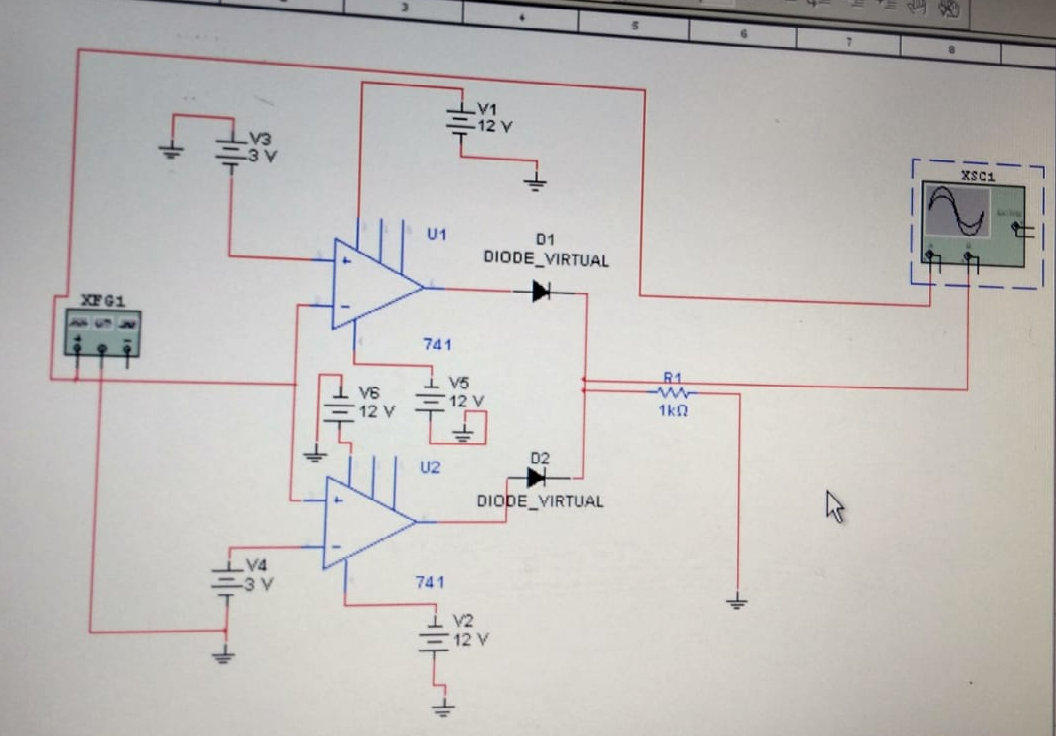 3
4
5
6
7
8
V1
12 V
V3
3 V
XSC1
U1
D1
DIODE_VIRTUAL
+
-
XFG1
741
V6
12 V
V5
12 V
R1
1kΩ
U2
D2
DIODE_VIRTUAL
+
-
V4
3 V
741
V2
12 V